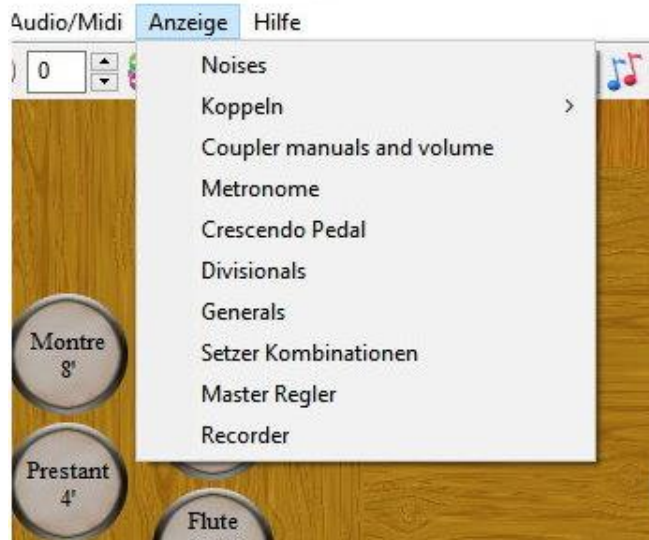 Audio/Midi Anzeige Hilfe
0
Noises
Koppeln
Coupler manuals and volume
Metronome
Crescendo Pedal
Divisionals
Generals
Setzer Kombinationen
Master Regler
Recorder
Montre
8'
Prestant
4'
Flute